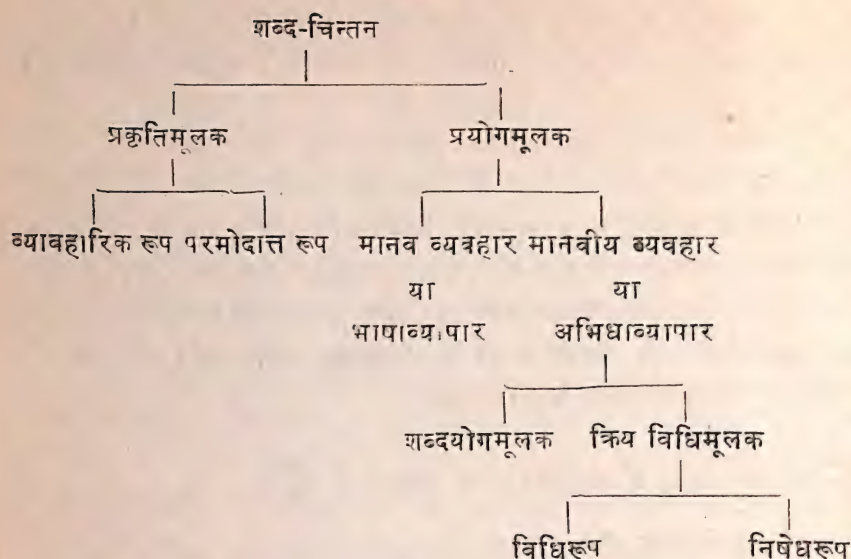 शब्द-चिन्तन
प्रकृतिमूलक प्रयोगमूलक
व्यावहारिक रूप परमोदात्त रूप मानव व्यवहार मानवीय व्यवहार
या या
भाषाव्यापार अभिधाव्यापार
शब्दयोगमूलक क्रिय विधिमूलक
विधिरूप निषेधरूप